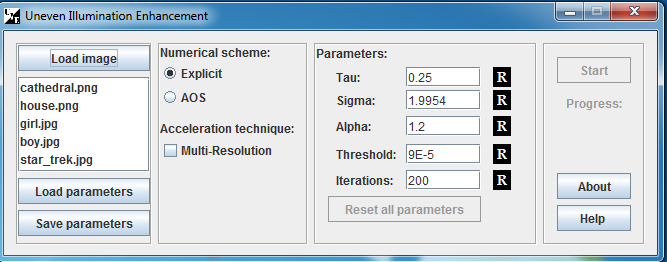 Uneven Illumination Enhancement
Load image
cathedral.png
house.png
girl.jpg
boy.jpg
star_trek.jpg
Load parameters
Save parameters
Numerical scheme:
Explicit
AOS
Acceleration technique:
Multi-Resolution
Parameters:
Tau: 0.25 R
Sigma: 1.9954 R
Alpha: 1.2 R
Threshold: 9E-5 R
Iterations: 200 R
Reset all parameters
Start
Progress:
About
Help